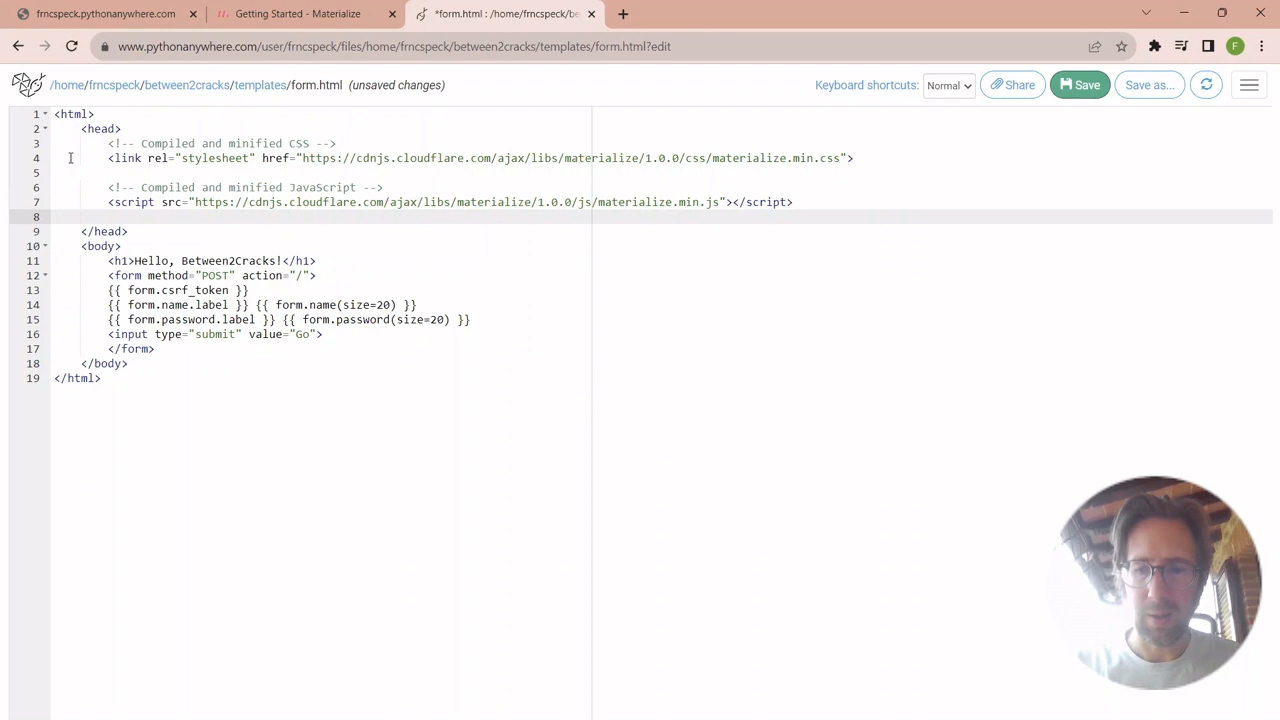 frncspeck.pythonanywhere.com
Getting Started - Materialize
*form.html : /home/frncspeck/be
www.pythonanywhere.com/user/frncspeck/files/home/frncspeck/between2cracks/templates/form.html?edit
F
/home/frncspeck/between2cracks/templates/form.html (unsaved changes)
Keyboard shortcuts: Normal Share Save Save as...
1 <html>
2 <head>
3 <!-- Compiled and minified CSS -->
4 <link rel="stylesheet" href="https://cdnjs.cloudflare.com/ajax/libs/materialize/1.0.0/css/materialize.min.css">
5
6 <!-- Compiled and minified JavaScript -->
7 <script src="https://cdnjs.cloudflare.com/ajax/libs/materialize/1.0.0/js/materialize.min.js"></script>
8
9 </head>
10 <body>
11 <h1>Hello, Between2Cracks!</h1>
12 <form method="POST" action="/">
13 {{ form.csrf_token }}
14 {{ form.name.label }} {{ form.name(size=20) }}
15 {{ form.password.label }} {{ form.password(size=20) }}
16 <input type="submit" value="Go">
17 </form>
18 </body>
19 </html>